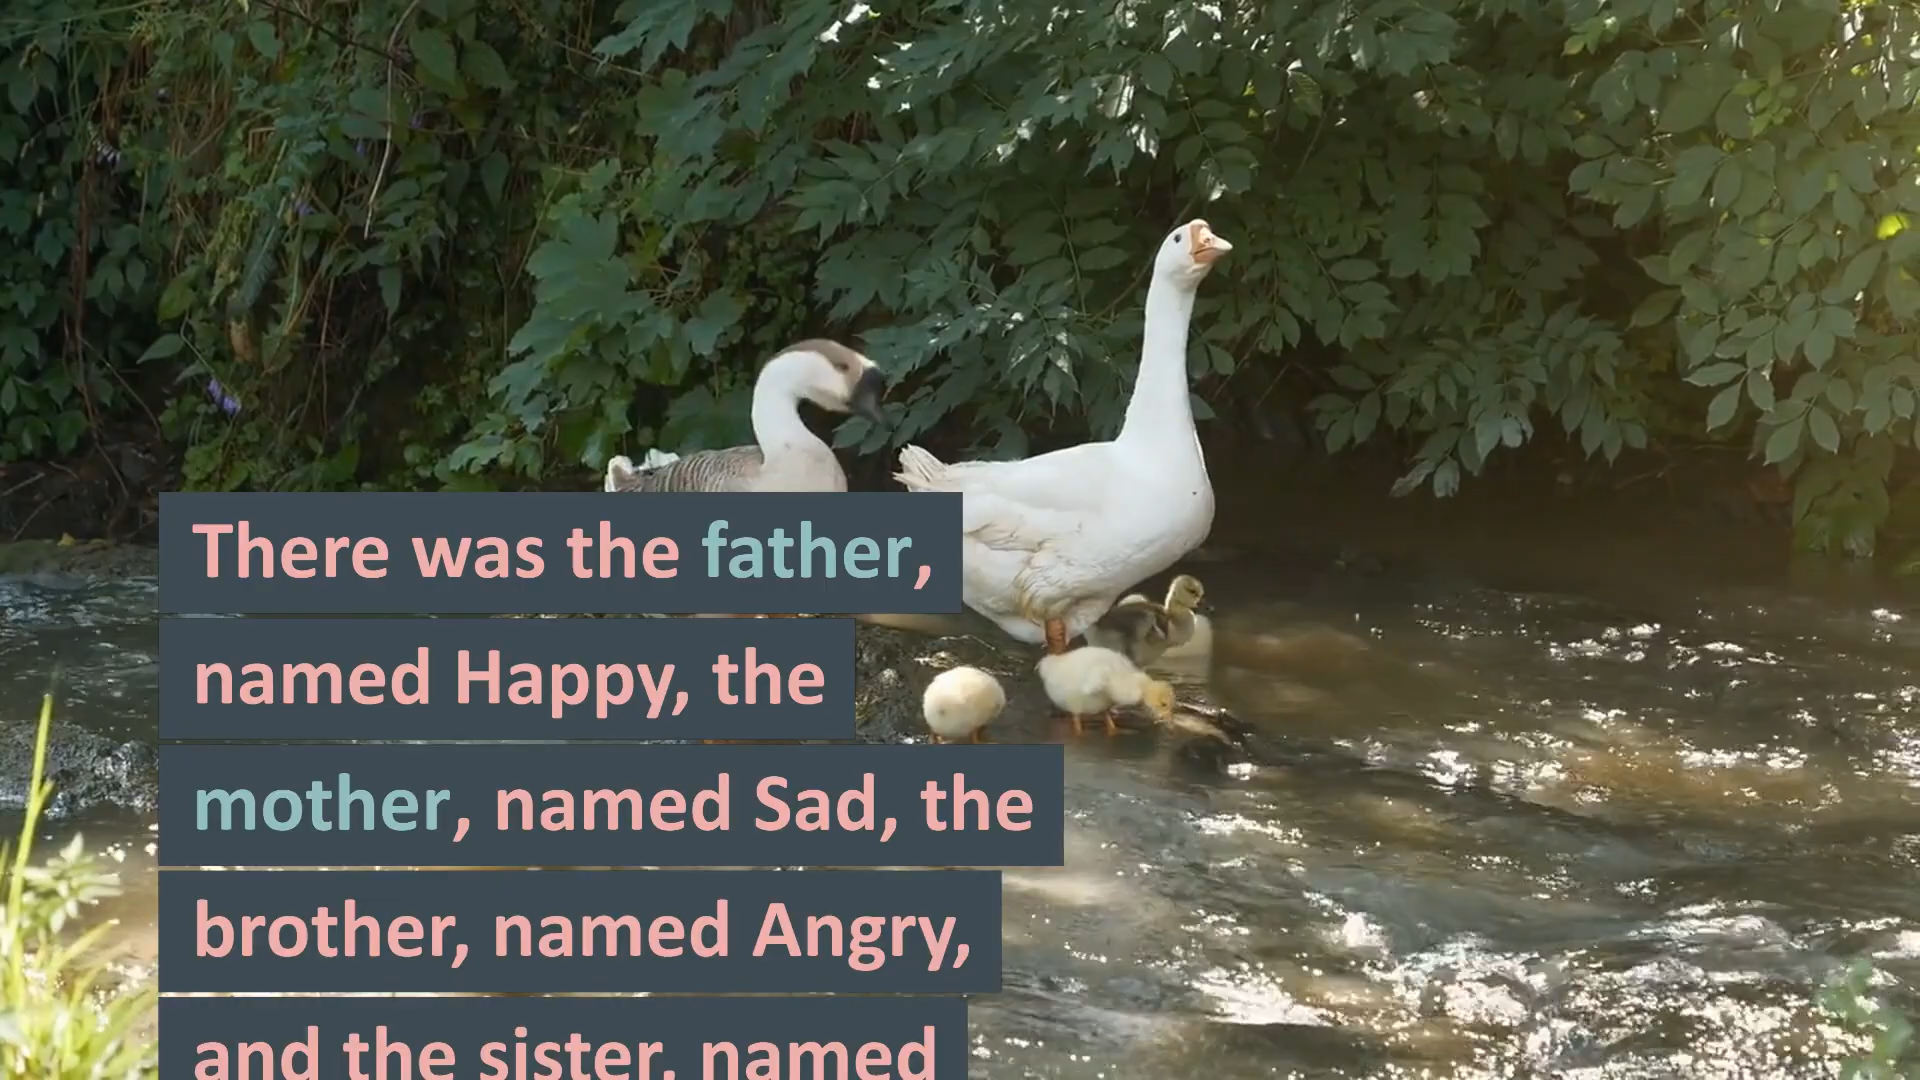 There was the father,
named Happy, the
mother, named Sad, the
brother, named Angry,
and the sister, named